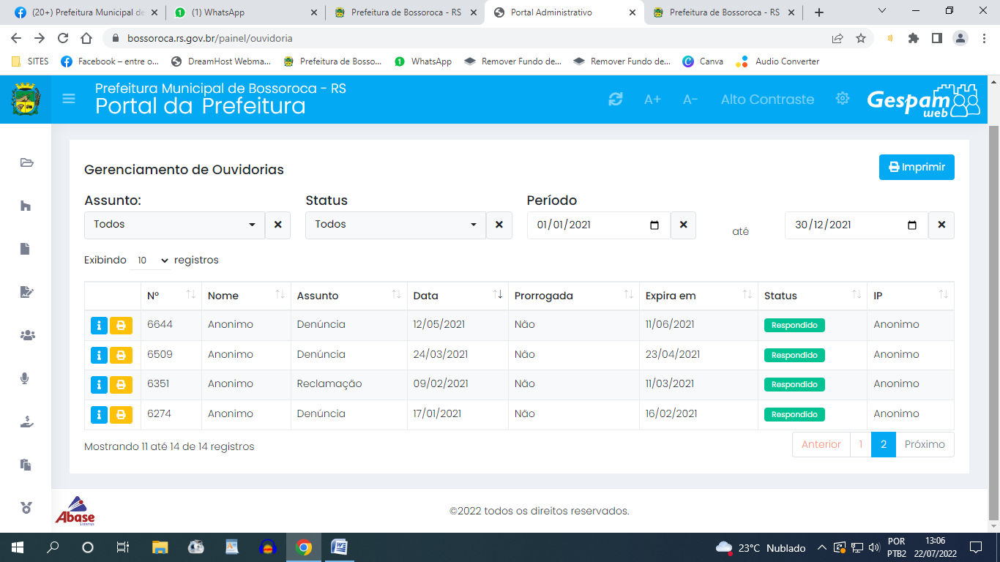 (20+) Prefeitura Municipal de
(1) WhatsApp
Prefeitura de Bossoroca - RS
Portal Administrativo
Prefeitura de Bossoroca - RS
bossoroca.rs.gov.br/painel/ouvidoria
SITES
Facebook – entre o...
DreamHost Webma...
Prefeitura de Bosso...
WhatsApp
Remover Fundo de...
Remover Fundo de...
Canva
Audio Converter
Prefeitura Municipal de Bossoroca - RS
Portal da Prefeitura
A+
A-
Alto Contraste
Gespam
web
Gerenciamento de Ouvidorias
Imprimir
Assunto: Status Período
Todos Todos 01/01/2021 até 30/12/2021
Exibindo 10 registros
Nº Nome Assunto Data Prorrogada Expira em Status IP
6644 Anonimo Denúncia 12/05/2021 Não 11/06/2021 Respondido Anonimo
6509 Anonimo Denúncia 24/03/2021 Não 23/04/2021 Respondido Anonimo
6351 Anonimo Reclamação 09/02/2021 Não 11/03/2021 Respondido Anonimo
6274 Anonimo Denúncia 17/01/2021 Não 16/02/2021 Respondido Anonimo
Mostrando 11 até 14 de 14 registros
Anterior 1 2 Próximo
Abase
Sistemas
©2022 todos os direitos reservados.
23°C Nublado
POR
PTB2
13:06
22/07/2022